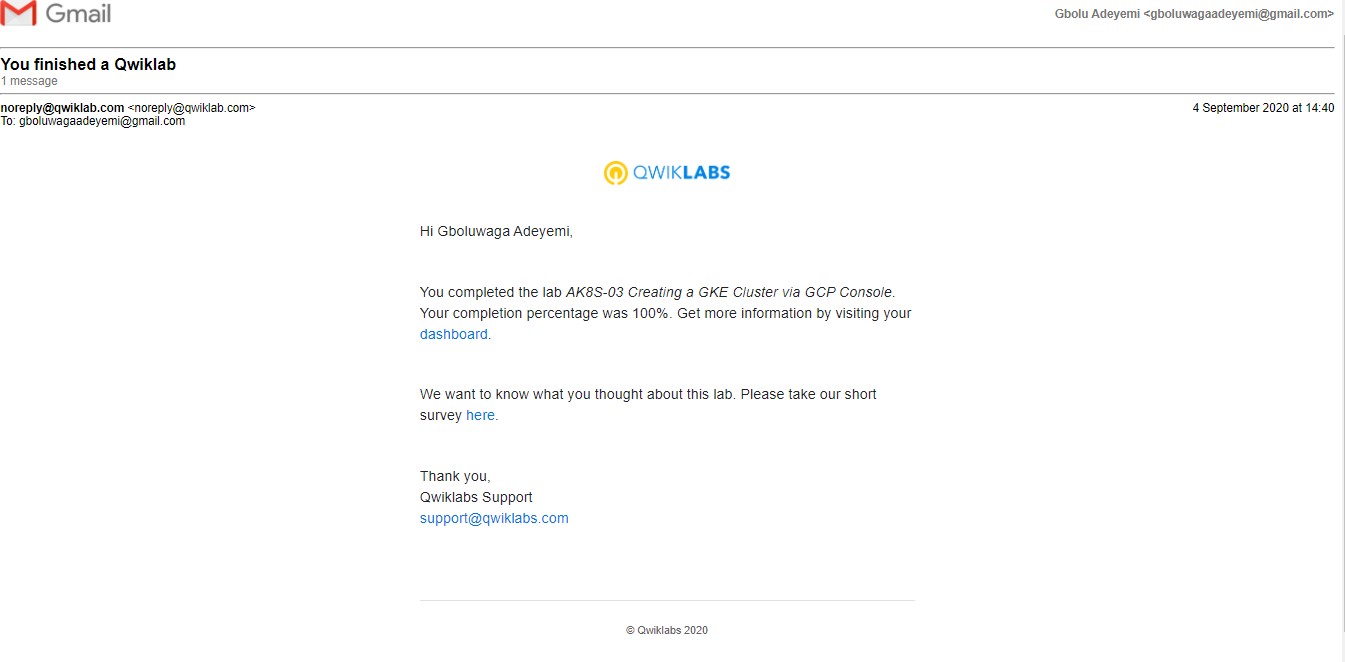 Gmail
Gbolu Adeyemi <gboluwagaadeyemi@gmail.com>
You finished a Qwiklab
1 message
noreply@qwiklab.com <noreply@qwiklab.com>
4 September 2020 at 14:40
To: gboluwagaadeyemi@gmail.com
QWIKLABS
Hi Gboluwaga Adeyemi,
You completed the lab AK8S-03 Creating a GKE Cluster via GCP Console.
Your completion percentage was 100%. Get more information by visiting your
dashboard.
We want to know what you thought about this lab. Please take our short
survey here.
Thank you,
Qwiklabs Support
support@qwiklabs.com
© Qwiklabs 2020